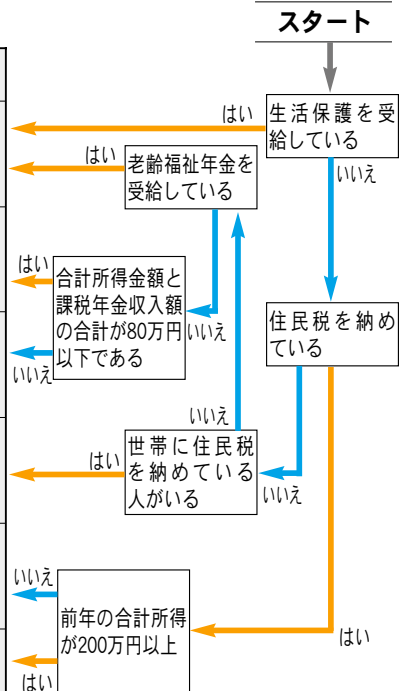 スタート
生活保護を受
給している
はい
いいえ
老齢福祉年金を
受給している
はい
いいえ
合計所得金額と
課税年金収入額
の合計が80万円
以下である
はい
いいえ
住民税を納め
ている
いいえ
はい
世帯に住民税
を納めている
人がいる
いいえ
はい
前年の合計所得
が200万円以上
いいえ
はい